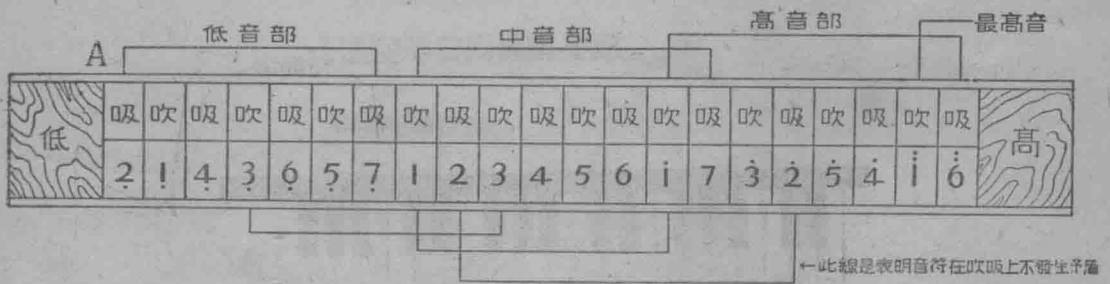 低音部 中音部 高音部 最高音
A
低 吸 吹 吸 吹 吸 吹 吸 吹 吸 吹 吸 吹 吸 吹 吸 吹 吸 吹 吸 吹 吸 高
2̣ 1̣ 4̣ 3̣ 6̣ 5̣ 7̣ 1 2 3 4 5 6 1̇ 7 3̇ 2̇ 5̇ 4̇ 1̇̇ 6̇
←此線是表明音符在吹吸上不發生矛盾